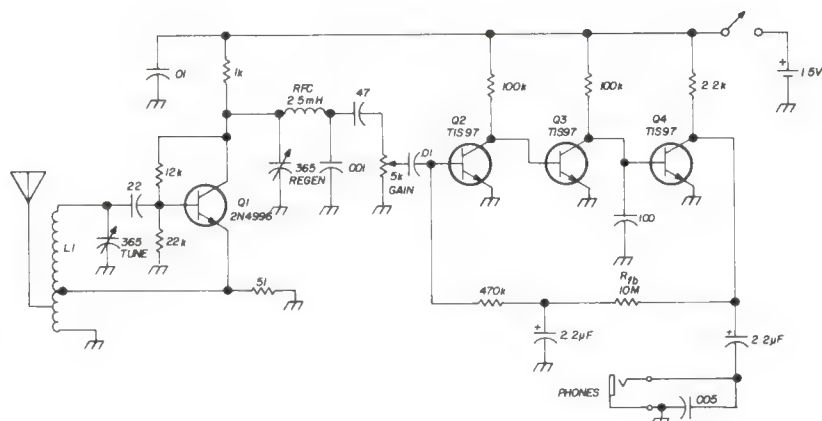 01
1k
RFC
2.5mH
47
100k
100k
2.2k
+
1.5V
Q2
TIS97
Q3
TIS97
Q4
TIS97
12k
365
REGEN
001
5k
GAIN
.01
22
Q1
2N4996
L1
365
TUNE
22k
100
51
470k
Rfb
10M
+
2.2µF
+
2.2µF
PHONES
.005